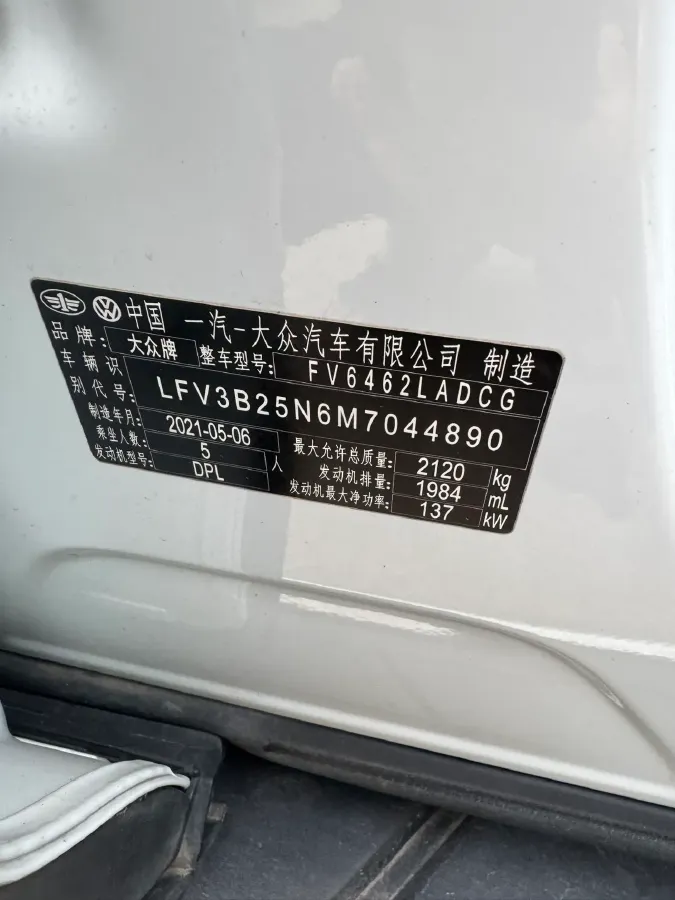 中国 一汽-大众汽车有限公司 制造
品牌: 大众牌 整车型号: FV6462LADCG
车辆识别代号: LFV3B25N6M7044890
制造年月: 2021-05-06
乘坐人数: 5 人 最大允许总质量: 2120 kg
发动机型号: DPL 发动机排量: 1984 mL
发动机最大净功率: 137 kW